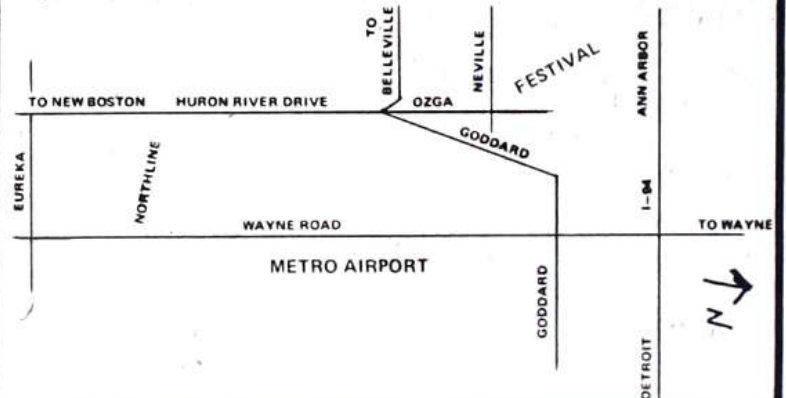 TO BELLEVILLE
NEVILLE
FESTIVAL
ANN ARBOR
TO NEW BOSTON
HURON RIVER DRIVE
OZGA
GODDARD
EUREKA
NORTHLINE
I-94
WAYNE ROAD
TO WAYNE
METRO AIRPORT
GODDARD
N
DETROIT